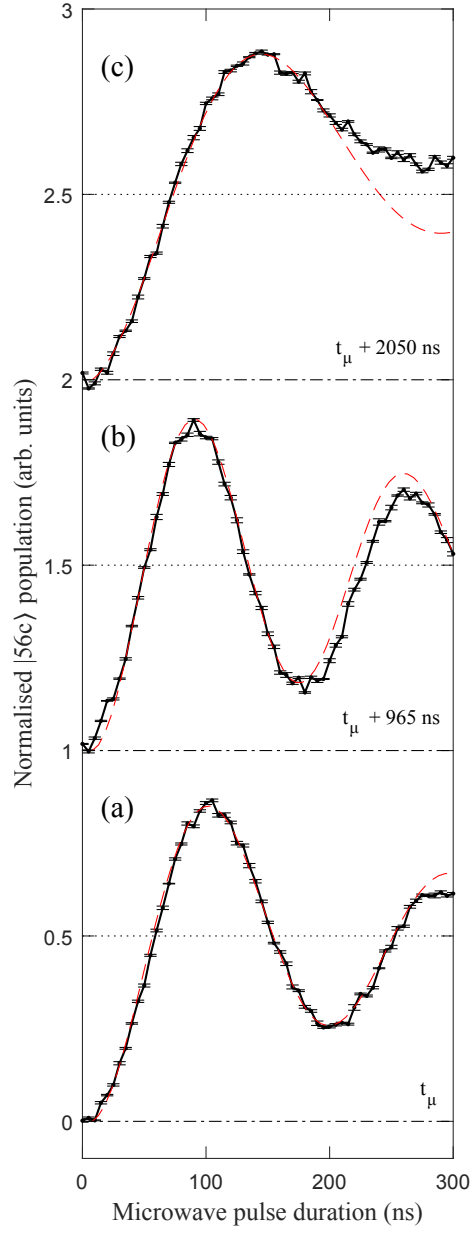 3
(c)
2.5
t_μ + 2050 ns
2
(b)
1.5
t_μ + 965 ns
1
(a)
0.5
t_μ
0
0 100 200 300
Microwave pulse duration (ns)
Normalised |56c⟩ population (arb. units)